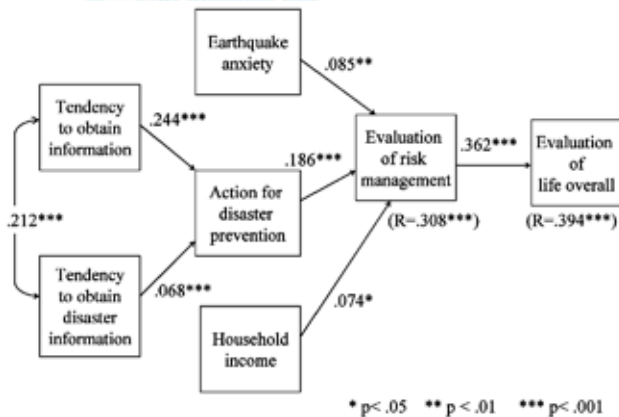 Earthquake
anxiety
.085**
Tendency
to obtain
information
.244***
Evaluation
of risk
management
.362***
Evaluation
of
life overall
.186***
Action for
disaster
prevention
(R=.308***)
(R=.394***)
.212***
Tendency
to obtain
disaster
information
.068***
Household
income
.074*
* p< .05 ** p < .01 *** p< .001